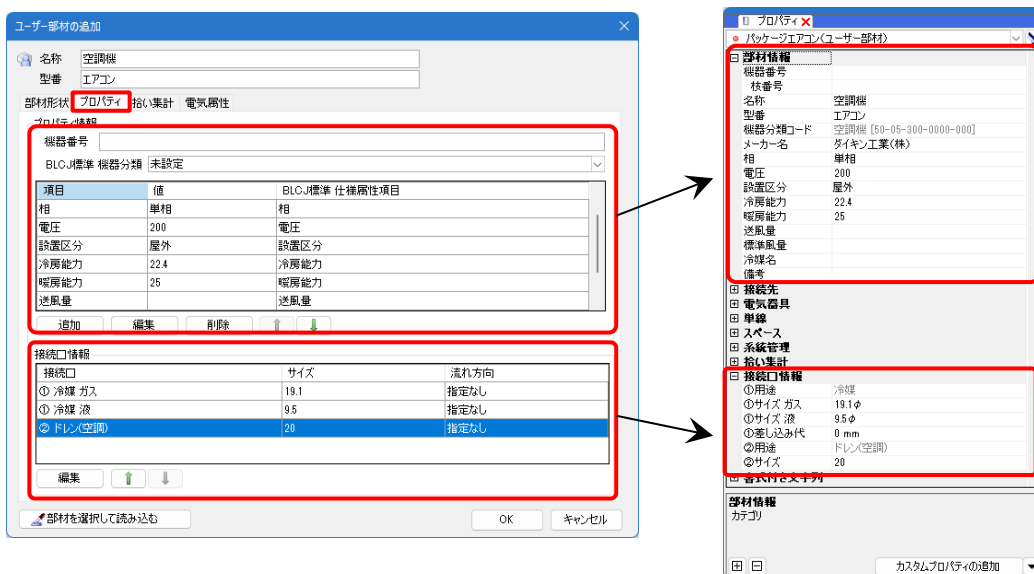 ユーザー部材の追加
名称 空調機
型番 エアコン
部材形状 プロパティ 拾い集計 電気属性
プロパティ情報
機器番号
BLCJ標準 機器分類 未設定
項目 値 BLCJ標準 仕様属性項目
相 単相 相
電圧 200 電圧
設置区分 屋外 設置区分
冷房能力 22.4 冷房能力
暖房能力 25 暖房能力
送風量 送風量
追加 編集 削除
接続口情報
接続口 サイズ 流れ方向
① 冷媒 ガス 19.1 指定なし
① 冷媒 液 9.5 指定なし
② ドレン(空調) 20 指定なし
編集
部材を選択して読み込む OK キャンセル
プロパティ
パッケージエアコン(ユーザー部材)
部材情報
機器番号
枝番号
名称 空調機
型番 エアコン
機器分類コード 空調機 [50-05-300-0000-000]
メーカー名 ダイキン工業(株)
相 単相
電圧 200
設置区分 屋外
冷房能力 22.4
暖房能力 25
送風量
標準風量
冷媒名
備考
接続先
電気器具
単線
スペース
系統管理
拾い集計
接続口情報
①用途 冷媒
①サイズ ガス 19.1φ
①サイズ 液 9.5φ
①差し込み代 0 mm
②用途 ドレン(空調)
②サイズ 20
書式付き文字列
部材情報
カテゴリ
カスタムプロパティの追加